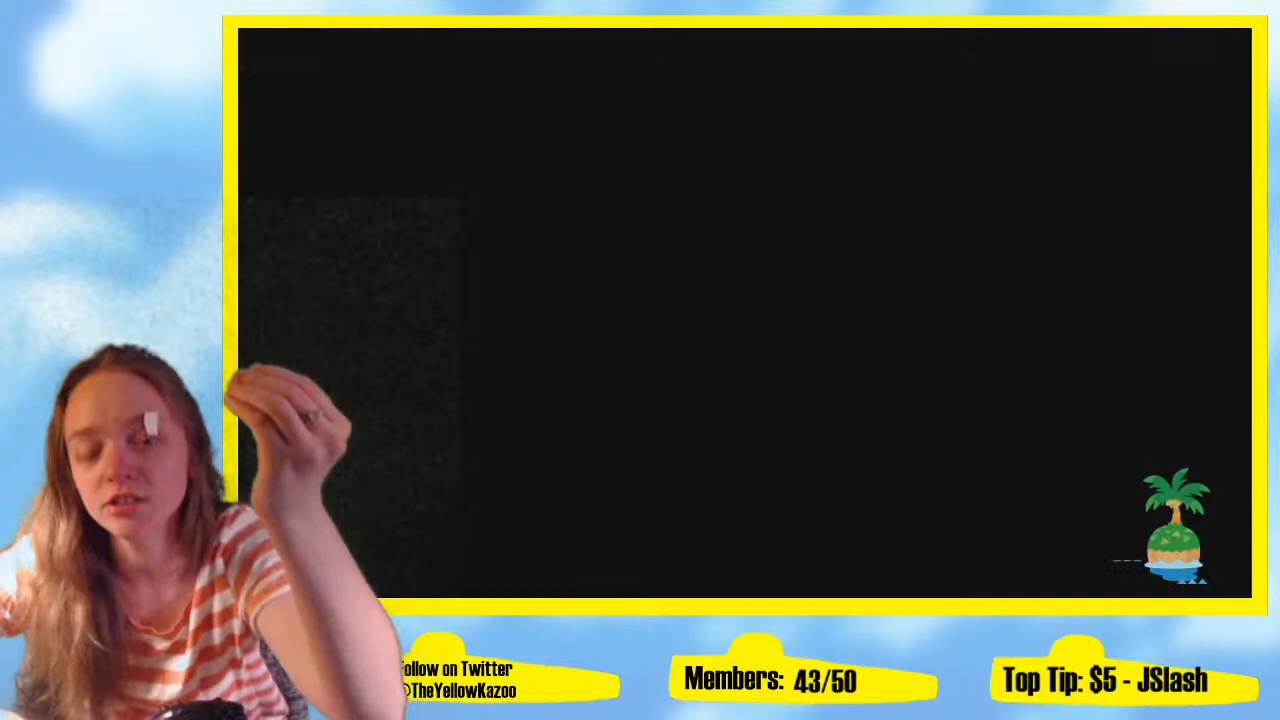 ollow on Twitter
@TheYellowKazoo
Members: 43/50
Top Tip: $5 - JSlash